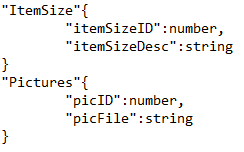 "ItemSize"{
"itemSizeID":number,
"itemSizeDesc":string
}
"Pictures"{
"picID":number,
"picFile":string
}